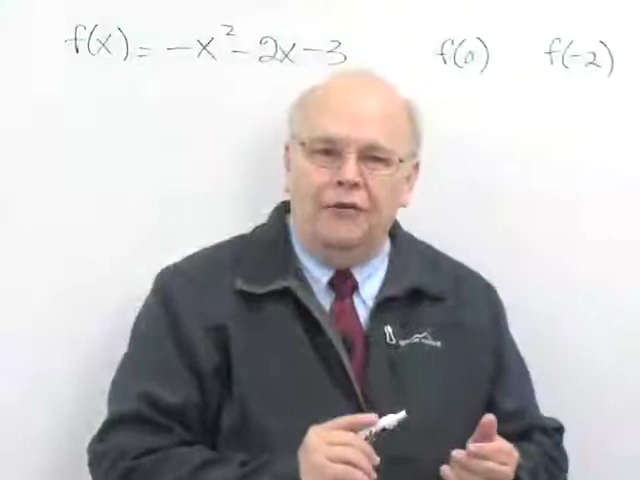 f(x) = -x² - 2x - 3 f(0) f(-2)